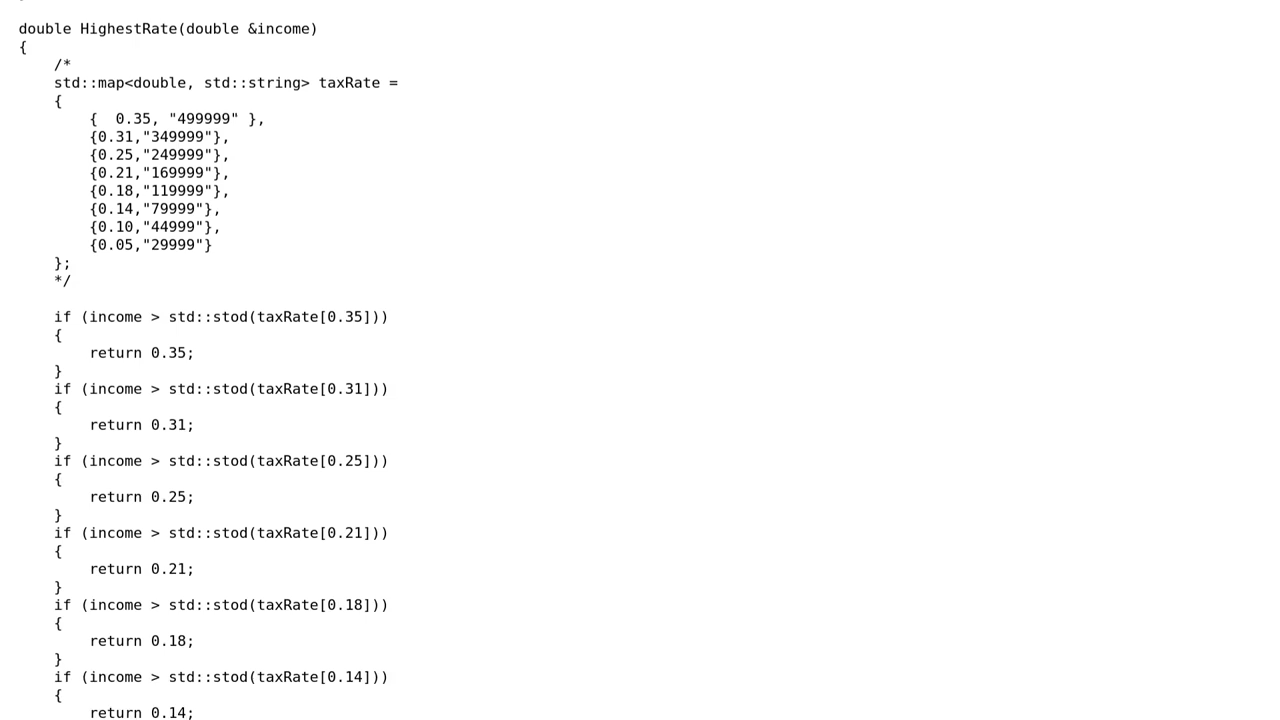 double HighestRate(double &income)
{
    /*
    std::map<double, std::string> taxRate =
    {
        {  0.35, "499999" },
        {0.31,"349999"},
        {0.25,"249999"},
        {0.21,"169999"},
        {0.18,"119999"},
        {0.14,"79999"},
        {0.10,"44999"},
        {0.05,"29999"}
    };
    */

    if (income > std::stod(taxRate[0.35]))
    {
        return 0.35;
    }
    if (income > std::stod(taxRate[0.31]))
    {
        return 0.31;
    }
    if (income > std::stod(taxRate[0.25]))
    {
        return 0.25;
    }
    if (income > std::stod(taxRate[0.21]))
    {
        return 0.21;
    }
    if (income > std::stod(taxRate[0.18]))
    {
        return 0.18;
    }
    if (income > std::stod(taxRate[0.14]))
    {
        return 0.14;